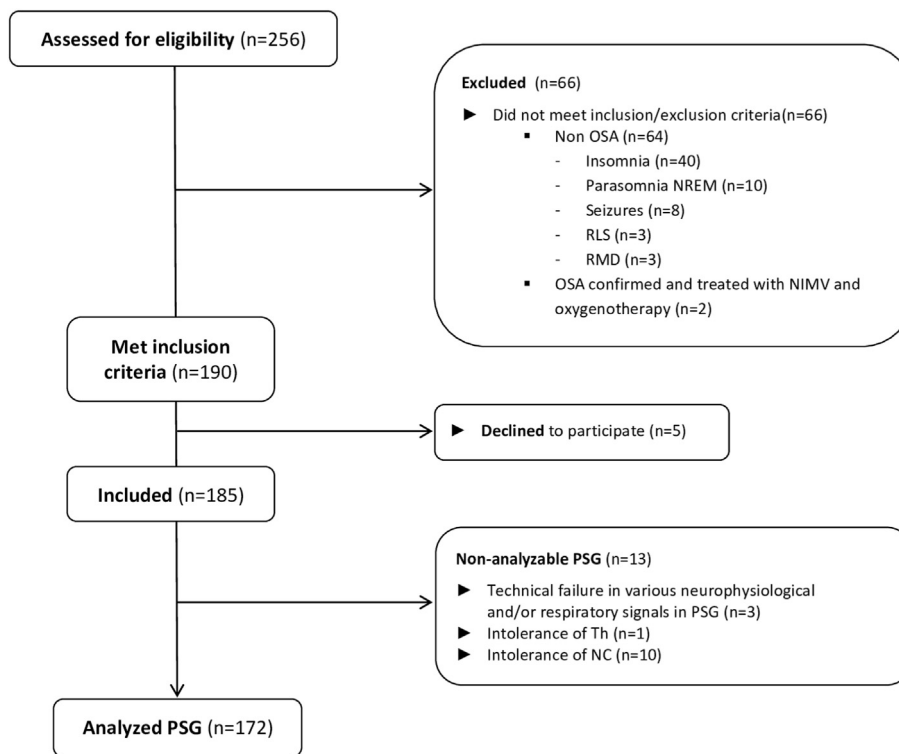 Assessed for eligibility (n=256)
Excluded (n=66)
► Did not meet inclusion/exclusion criteria(n=66)
▪ Non OSA (n=64)
- Insomnia (n=40)
- Parasomnia NREM (n=10)
- Seizures (n=8)
- RLS (n=3)
- RMD (n=3)
▪ OSA confirmed and treated with NIMV and
oxygenotherapy (n=2)
Met inclusion
criteria (n=190)
► Declined to participate (n=5)
Included (n=185)
Non-analyzable PSG (n=13)
► Technical failure in various neurophysiological
and/or respiratory signals in PSG (n=3)
► Intolerance of Th (n=1)
► Intolerance of NC (n=10)
Analyzed PSG (n=172)